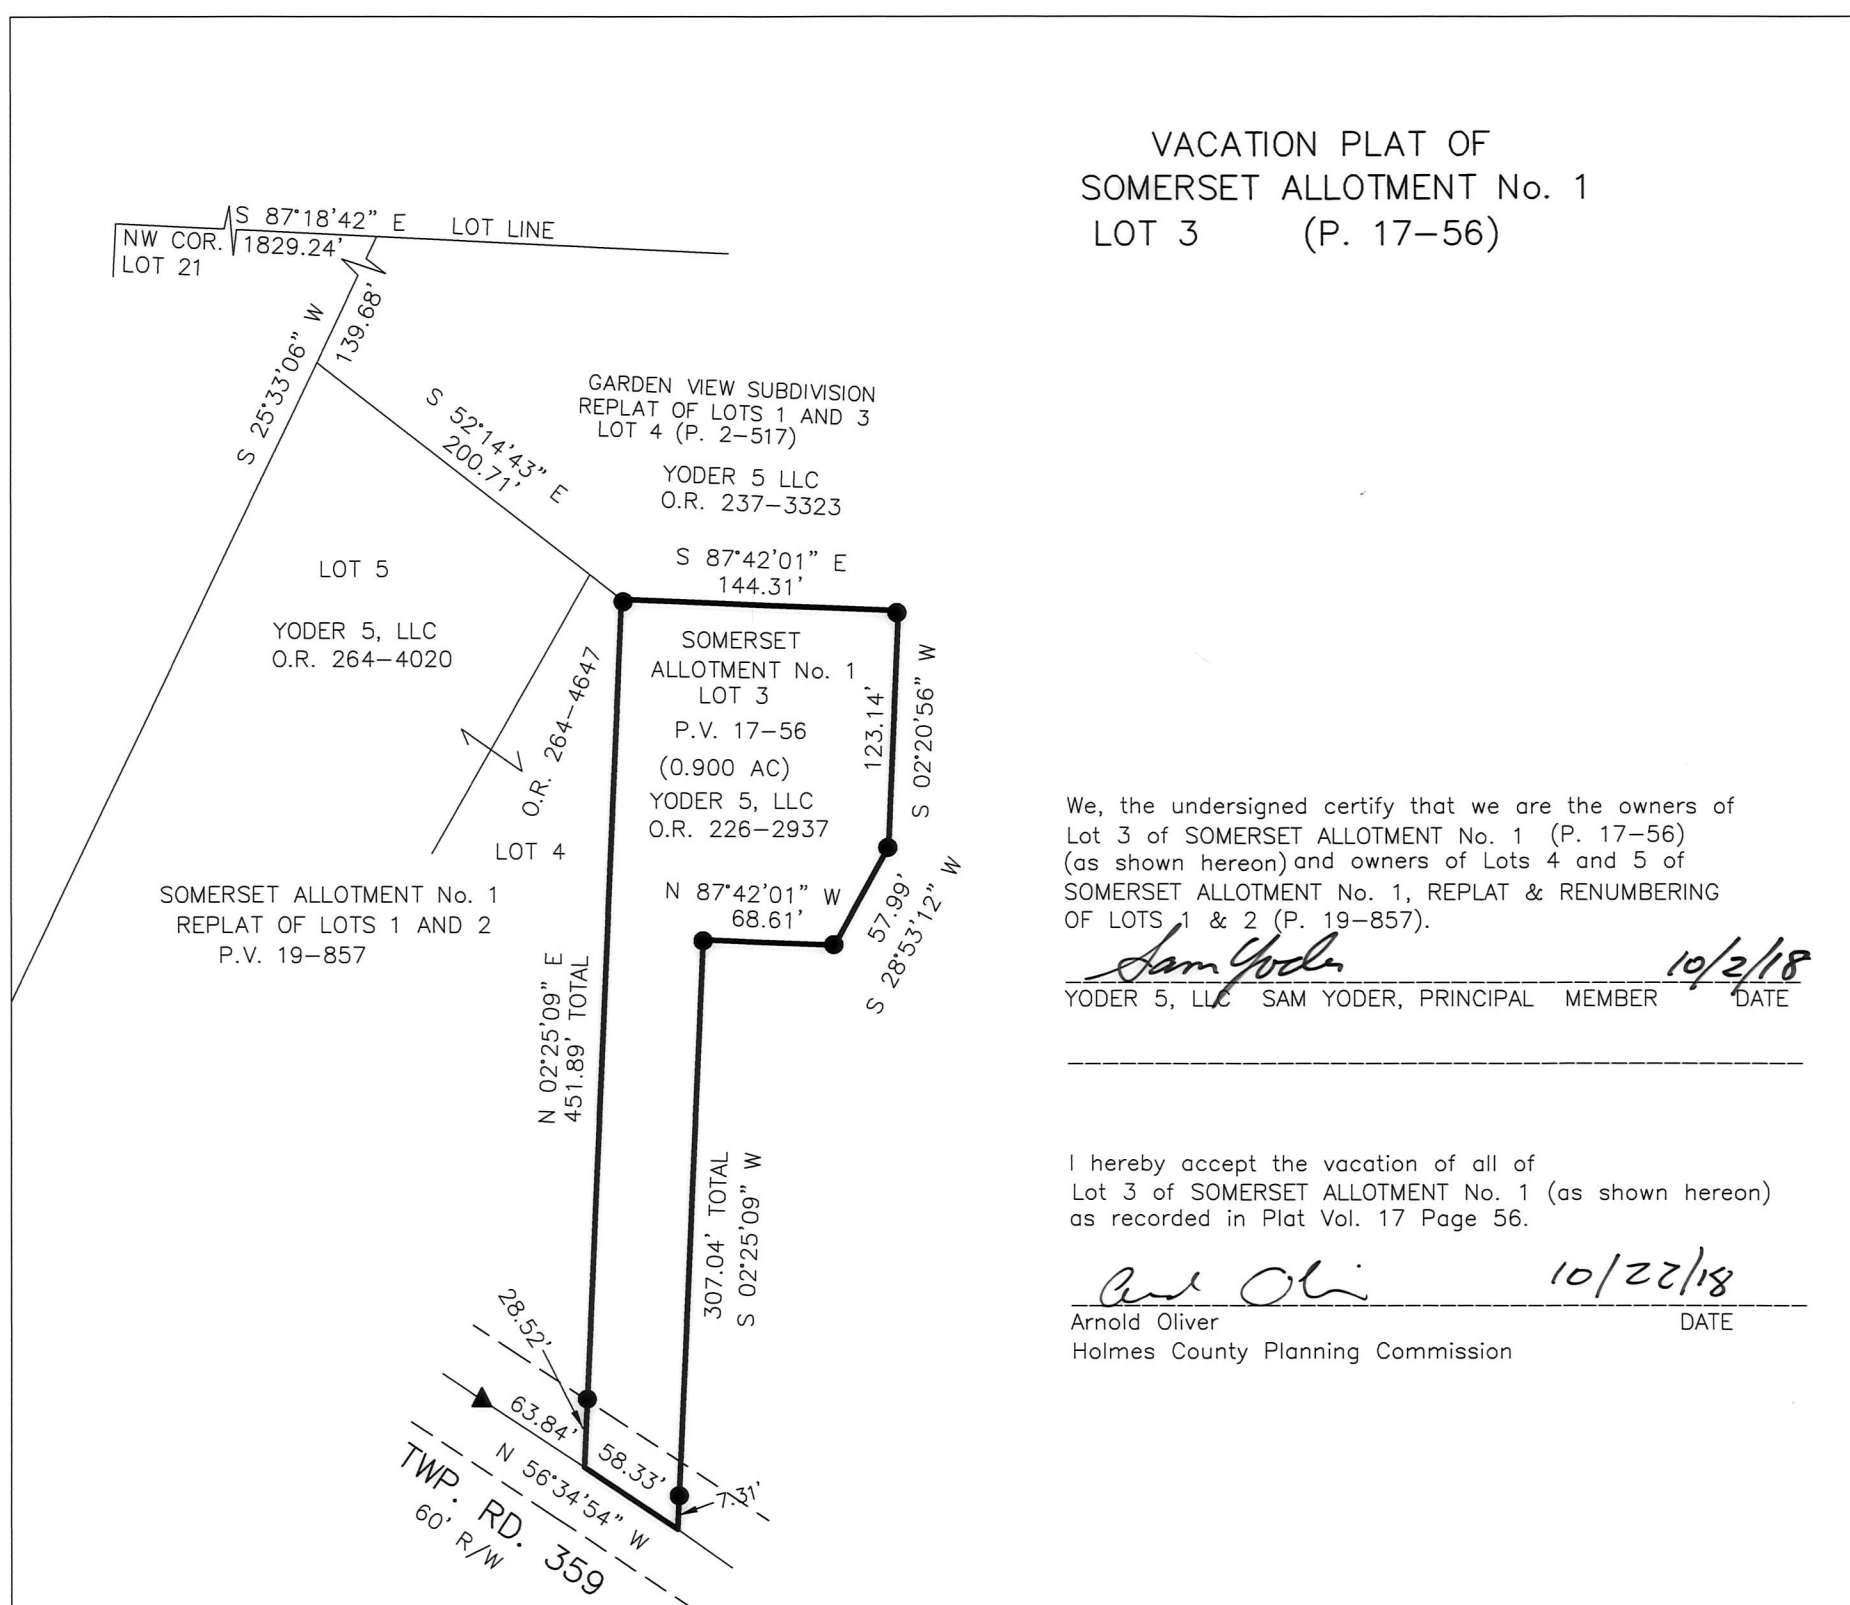 VACATION PLAT OF
SOMERSET ALLOTMENT No. 1
LOT 3 (P. 17-56)
S 87°18'42" E LOT LINE
NW COR. 1829.24'
LOT 21
S 25°33'06" W
139.68'
S 52°14'43" E
200.71'
GARDEN VIEW SUBDIVISION
REPLAT OF LOTS 1 AND 3
LOT 4 (P. 2-517)
YODER 5 LLC
O.R. 237-3323
S 87°42'01" E
144.31'
LOT 5
YODER 5, LLC
O.R. 264-4020
O.R. 264-4647
LOT 4
SOMERSET
ALLOTMENT No. 1
LOT 3
P.V. 17-56
(0.900 AC)
YODER 5, LLC
O.R. 226-2937
123.14'
S 02°20'56" W
57.99'
S 28°53'12" W
N 87°42'01" W
68.61'
SOMERSET ALLOTMENT No. 1
REPLAT OF LOTS 1 AND 2
P.V. 19-857
N 02°25'09" E
451.89' TOTAL
307.04' TOTAL
S 02°25'09" W
28.52'
63.84'
58.33'
7.31'
N 56°34'54" W
TWP. RD. 359
60' R/W
We, the undersigned certify that we are the owners of
Lot 3 of SOMERSET ALLOTMENT No. 1 (P. 17-56)
(as shown hereon) and owners of Lots 4 and 5 of
SOMERSET ALLOTMENT No. 1, REPLAT & RENUMBERING
OF LOTS 1 & 2 (P. 19-857).
Sam Yoder 10/2/18
YODER 5, LLC SAM YODER, PRINCIPAL MEMBER DATE
I hereby accept the vacation of all of
Lot 3 of SOMERSET ALLOTMENT No. 1 (as shown hereon)
as recorded in Plat Vol. 17 Page 56.
10/22/18
Arnold Oliver DATE
Holmes County Planning Commission